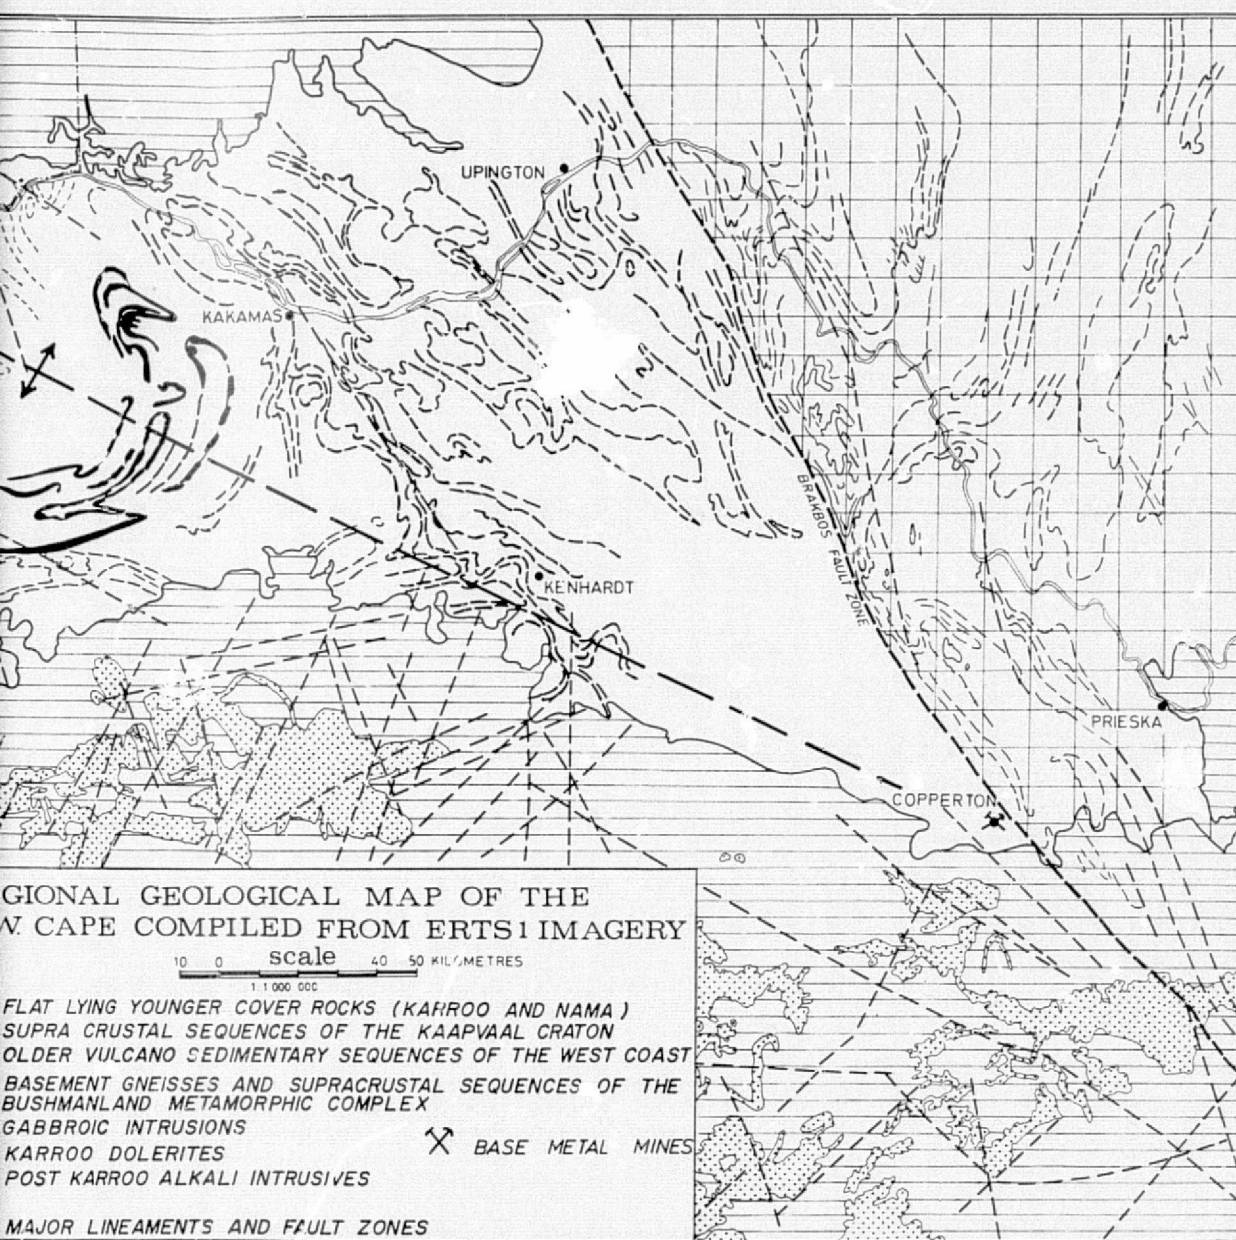 UPINGTON
KAKAMAS
BRAKBOS FAULT ZONE
KENHARDT
PRIESKA
COPPERTON
GIONAL GEOLOGICAL MAP OF THE
W. CAPE COMPILED FROM ERTS 1 IMAGERY
scale
10 0 40 50 KILOMETRES
1:1 000 000
FLAT LYING YOUNGER COVER ROCKS (KARROO AND NAMA)
SUPRA CRUSTAL SEQUENCES OF THE KAAPVAAL CRATON
OLDER VULCANO SEDIMENTARY SEQUENCES OF THE WEST COAST
BASEMENT GNEISSES AND SUPRACRUSTAL SEQUENCES OF THE
BUSHMANLAND METAMORPHIC COMPLEX
GABBROIC INTRUSIONS
KARROO DOLERITES
BASE METAL MINES
POST KARROO ALKALI INTRUSIVES
MAJOR LINEAMENTS AND FAULT ZONES